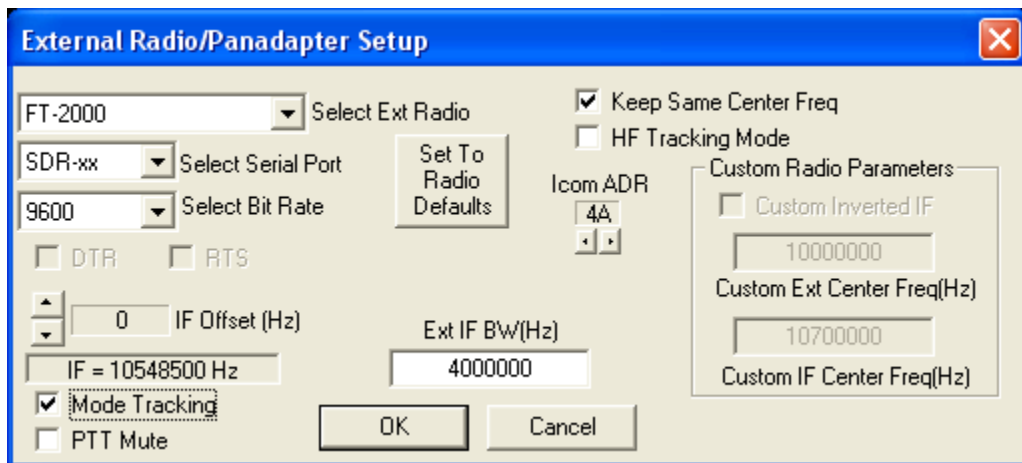 External Radio/Panadapter Setup
FT-2000
Select Ext Radio
SDR-xx
Select Serial Port
9600
Select Bit Rate
DTR
RTS
Set To
Radio
Defaults
Keep Same Center Freq
HF Tracking Mode
Icom ADR
4A
Custom Radio Parameters
Custom Inverted IF
10000000
Custom Ext Center Freq(Hz)
10700000
Custom IF Center Freq(Hz)
0
IF Offset (Hz)
IF = 10548500 Hz
Ext IF BW(Hz)
4000000
Mode Tracking
PTT Mute
OK
Cancel